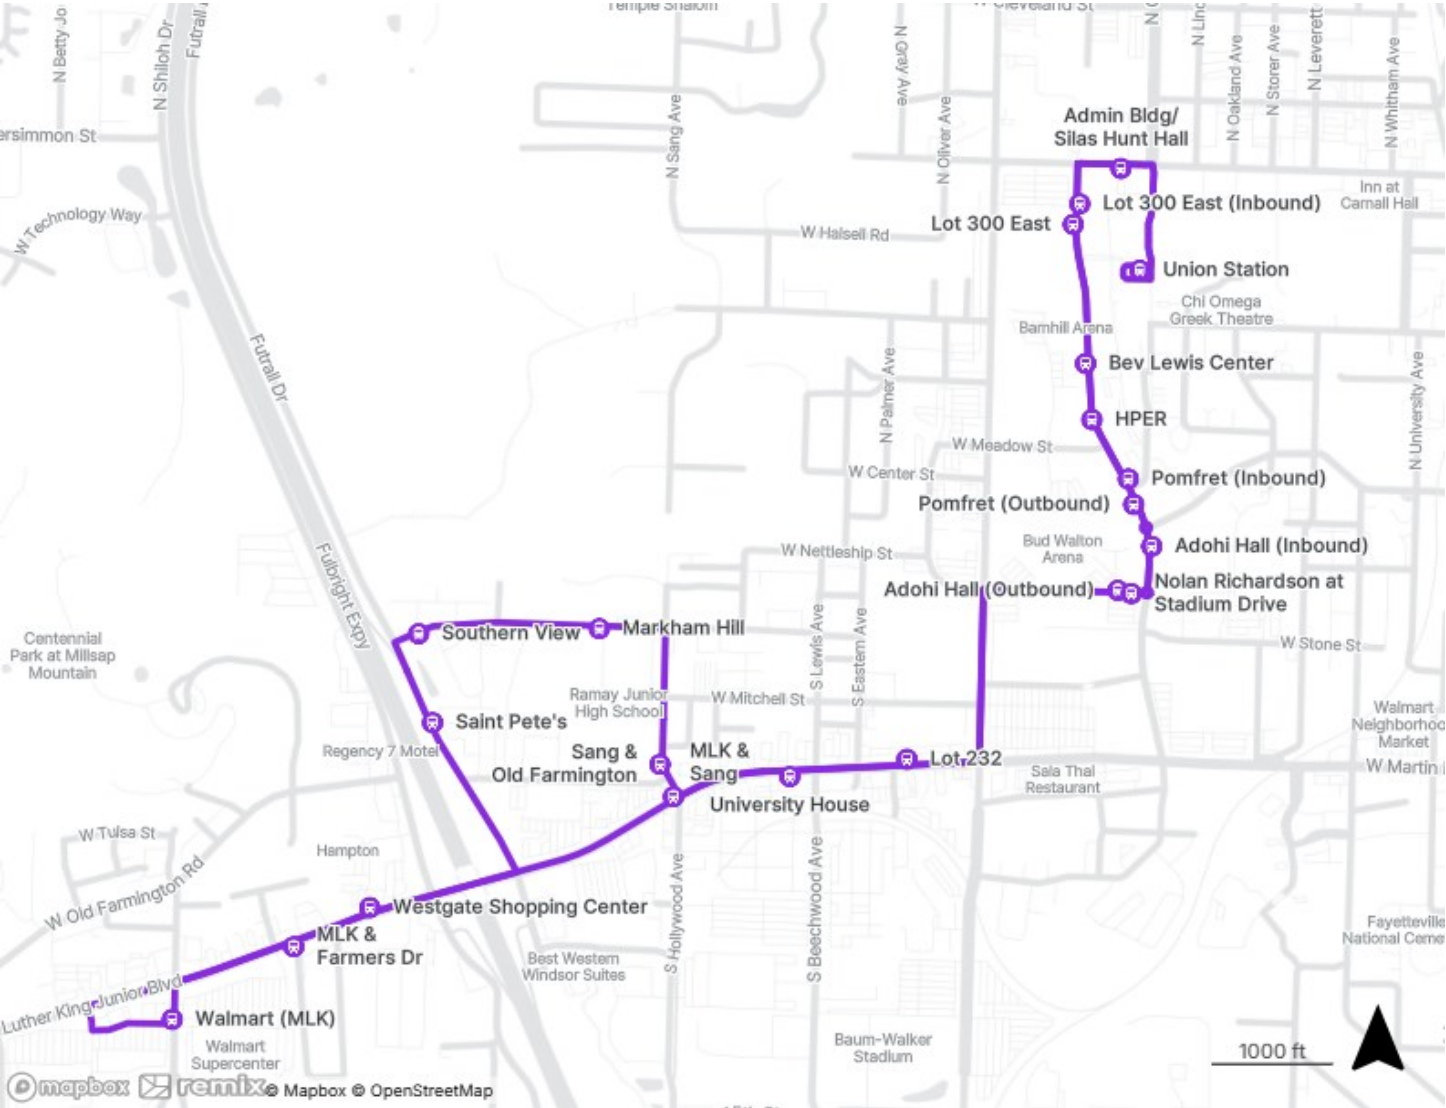 Temple Shalom
W Cleveland St
N Betty Jo
N Shiloh Dr
Futrall
N Gray Ave
N Oakland Ave
N Storer Ave
N Leverett
N Whitham Ave
Admin Bldg/
Silas Hunt Hall
N Sang Ave
N Oliver Ave
ersimmon St
Inn at
Carnall Hall
Lot 300 East (Inbound)
Lot 300 East
W Technology Way
W Halsell Rd
Union Station
Chi Omega
Greek Theatre
Barnhill Arena
Futrall Dr
Bev Lewis Center
N Palmer Ave
N University Ave
HPER
W Meadow St
W Center St
Pomfret (Inbound)
Pomfret (Outbound)
Bud Walton
Arena
Adohi Hall (Inbound)
W Nettleship St
Fulbright Expy
Adohi Hall (Outbound)
Nolan Richardson at
Stadium Drive
Centennial
Park at Millsap
Mountain
Southern View
Markham Hill
S Lewis Ave
S Eastern Ave
W Stone St
Ramay Junior
High School
W Mitchell St
Saint Pete's
Regency 7 Motel
Walmart
Neighborhoo
Market
Sang &
Old Farmington
MLK &
Sang
Lot 232
Sala Thai
Restaurant
W Martin
University House
W Tulsa St
Hampton
W Old Farmington Rd
Westgate Shopping Center
S Hollywood Ave
S Beechwood Ave
MLK &
Farmers Dr
Best Western
Windsor Suites
Fayetteville
National Ceme
Luther King Junior Blvd
Walmart (MLK)
Walmart
Supercenter
Baum-Walker
Stadium
1000 ft
mapbox remix © Mapbox © OpenStreetMap